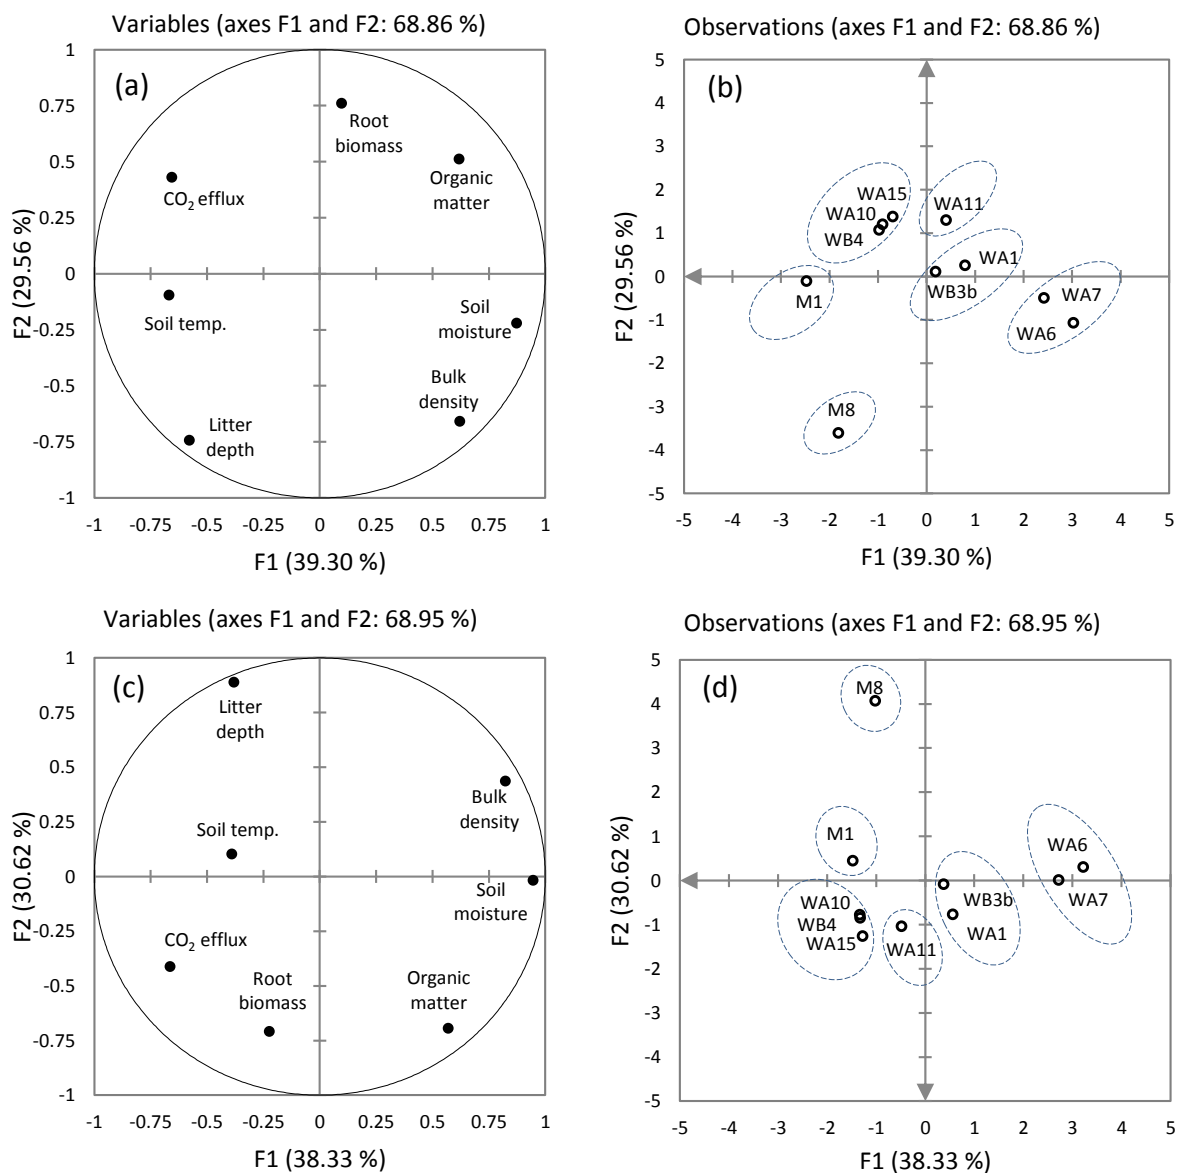 Variables (axes F1 and F2: 68.86 %)
(a)
F2 (29.56 %)
1
0.75
0.5
0.25
0
-0.25
-0.5
-0.75
-1
Root
biomass
Organic
matter
CO₂ efflux
Soil temp.
Soil
moisture
Bulk
density
Litter
depth
-1 -0.75 -0.5 -0.25 0 0.25 0.5 0.75 1
F1 (39.30 %)
Observations (axes F1 and F2: 68.86 %)
(b)
F2 (29.56 %)
5
4
3
2
1
0
-1
-2
-3
-4
-5
WA15
WA10
WB4
WA11
WA1
WB3b
M1
WA7
WA6
M8
-5 -4 -3 -2 -1 0 1 2 3 4 5
F1 (39.30 %)
Variables (axes F1 and F2: 68.95 %)
(c)
F2 (30.62 %)
1
0.75
0.5
0.25
0
-0.25
-0.5
-0.75
-1
Litter
depth
Bulk
density
Soil temp.
Soil
moisture
CO₂ efflux
Root
biomass
Organic
matter
-1 -0.75 -0.5 -0.25 0 0.25 0.5 0.75 1
F1 (38.33 %)
Observations (axes F1 and F2: 68.95 %)
(d)
F2 (30.62 %)
5
4
3
2
1
0
-1
-2
-3
-4
-5
M8
M1
WA6
WA10
WB3b
WA7
WB4
WA15
WA11
WA1
-5 -4 -3 -2 -1 0 1 2 3 4 5
F1 (38.33 %)